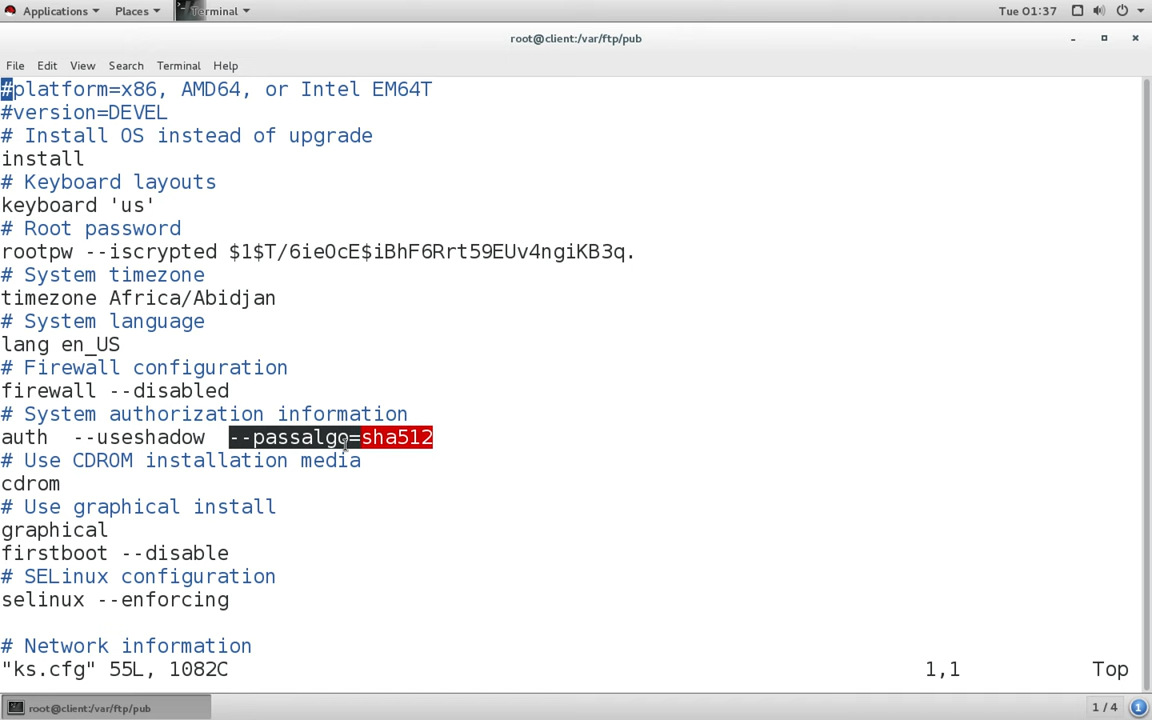 Applications Places Terminal Tue 01:37
root@client:/var/ftp/pub
File Edit View Search Terminal Help
#platform=x86, AMD64, or Intel EM64T
#version=DEVEL
# Install OS instead of upgrade
install
# Keyboard layouts
keyboard 'us'
# Root password
rootpw --iscrypted $1$T/6ieOcE$iBhF6Rrt59EUv4ngiKB3q.
# System timezone
timezone Africa/Abidjan
# System language
lang en_US
# Firewall configuration
firewall --disabled
# System authorization information
auth  --useshadow  --passalgo=sha512
# Use CDROM installation media
cdrom
# Use graphical install
graphical
firstboot --disable
# SELinux configuration
selinux --enforcing
# Network information
"ks.cfg" 55L, 1082C 1,1 Top
root@client:/var/ftp/pub 1 / 4 1